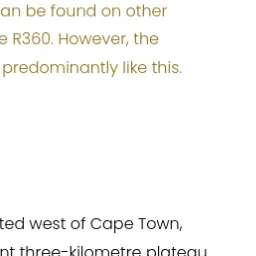 an be found on other
e R360. However, the
predominantly like this.
ted west of Cape Town,
nt three-kilometre plateau